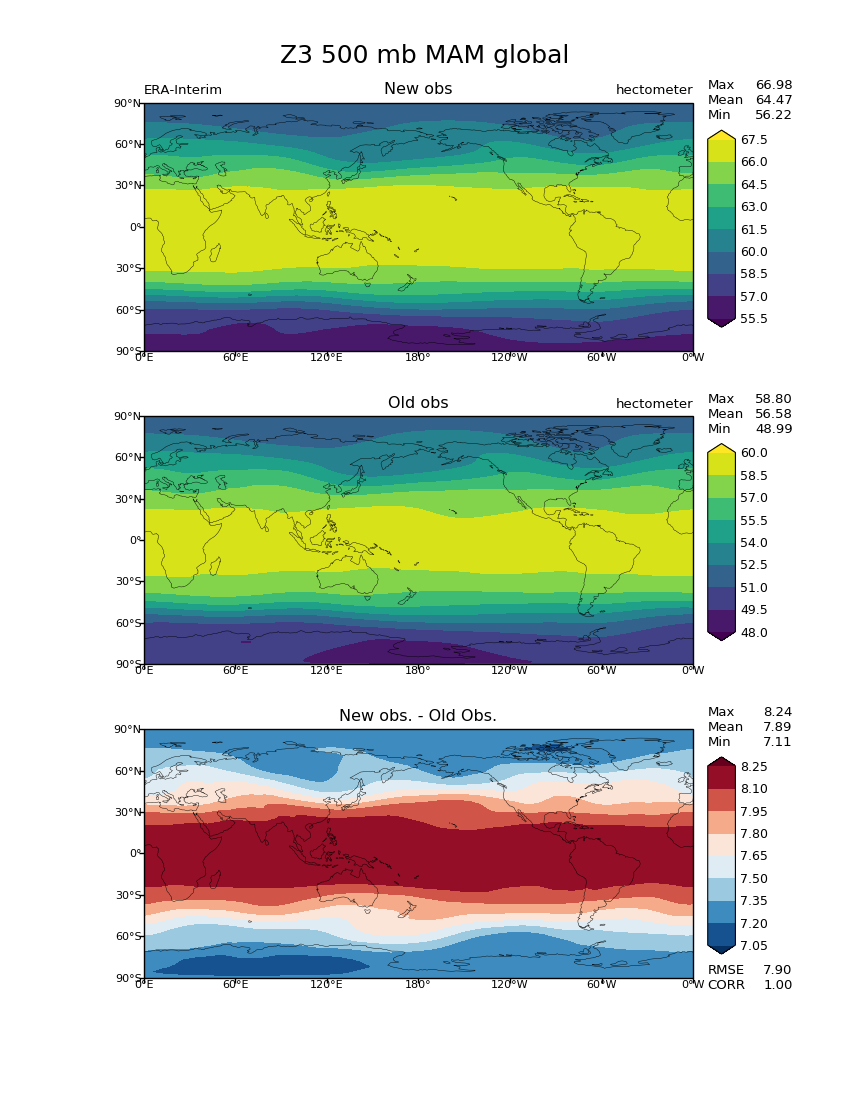 Z3 500 mb MAM global
ERA-Interim New obs hectometer
Max 66.98
Mean 64.47
Min 56.22
90°N
60°N
30°N
0°
30°S
60°S
90°S
0°E 60°E 120°E 180° 120°W 60°W 0°W
67.5
66.0
64.5
63.0
61.5
60.0
58.5
57.0
55.5
Old obs hectometer
Max 58.80
Mean 56.58
Min 48.99
90°N
60°N
30°N
0°
30°S
60°S
90°S
0°E 60°E 120°E 180° 120°W 60°W 0°W
60.0
58.5
57.0
55.5
54.0
52.5
51.0
49.5
48.0
New obs. - Old Obs.
Max 8.24
Mean 7.89
Min 7.11
90°N
60°N
30°N
0°
30°S
60°S
90°S
0°E 60°E 120°E 180° 120°W 60°W 0°W
8.25
8.10
7.95
7.80
7.65
7.50
7.35
7.20
7.05
RMSE 7.90
CORR 1.00